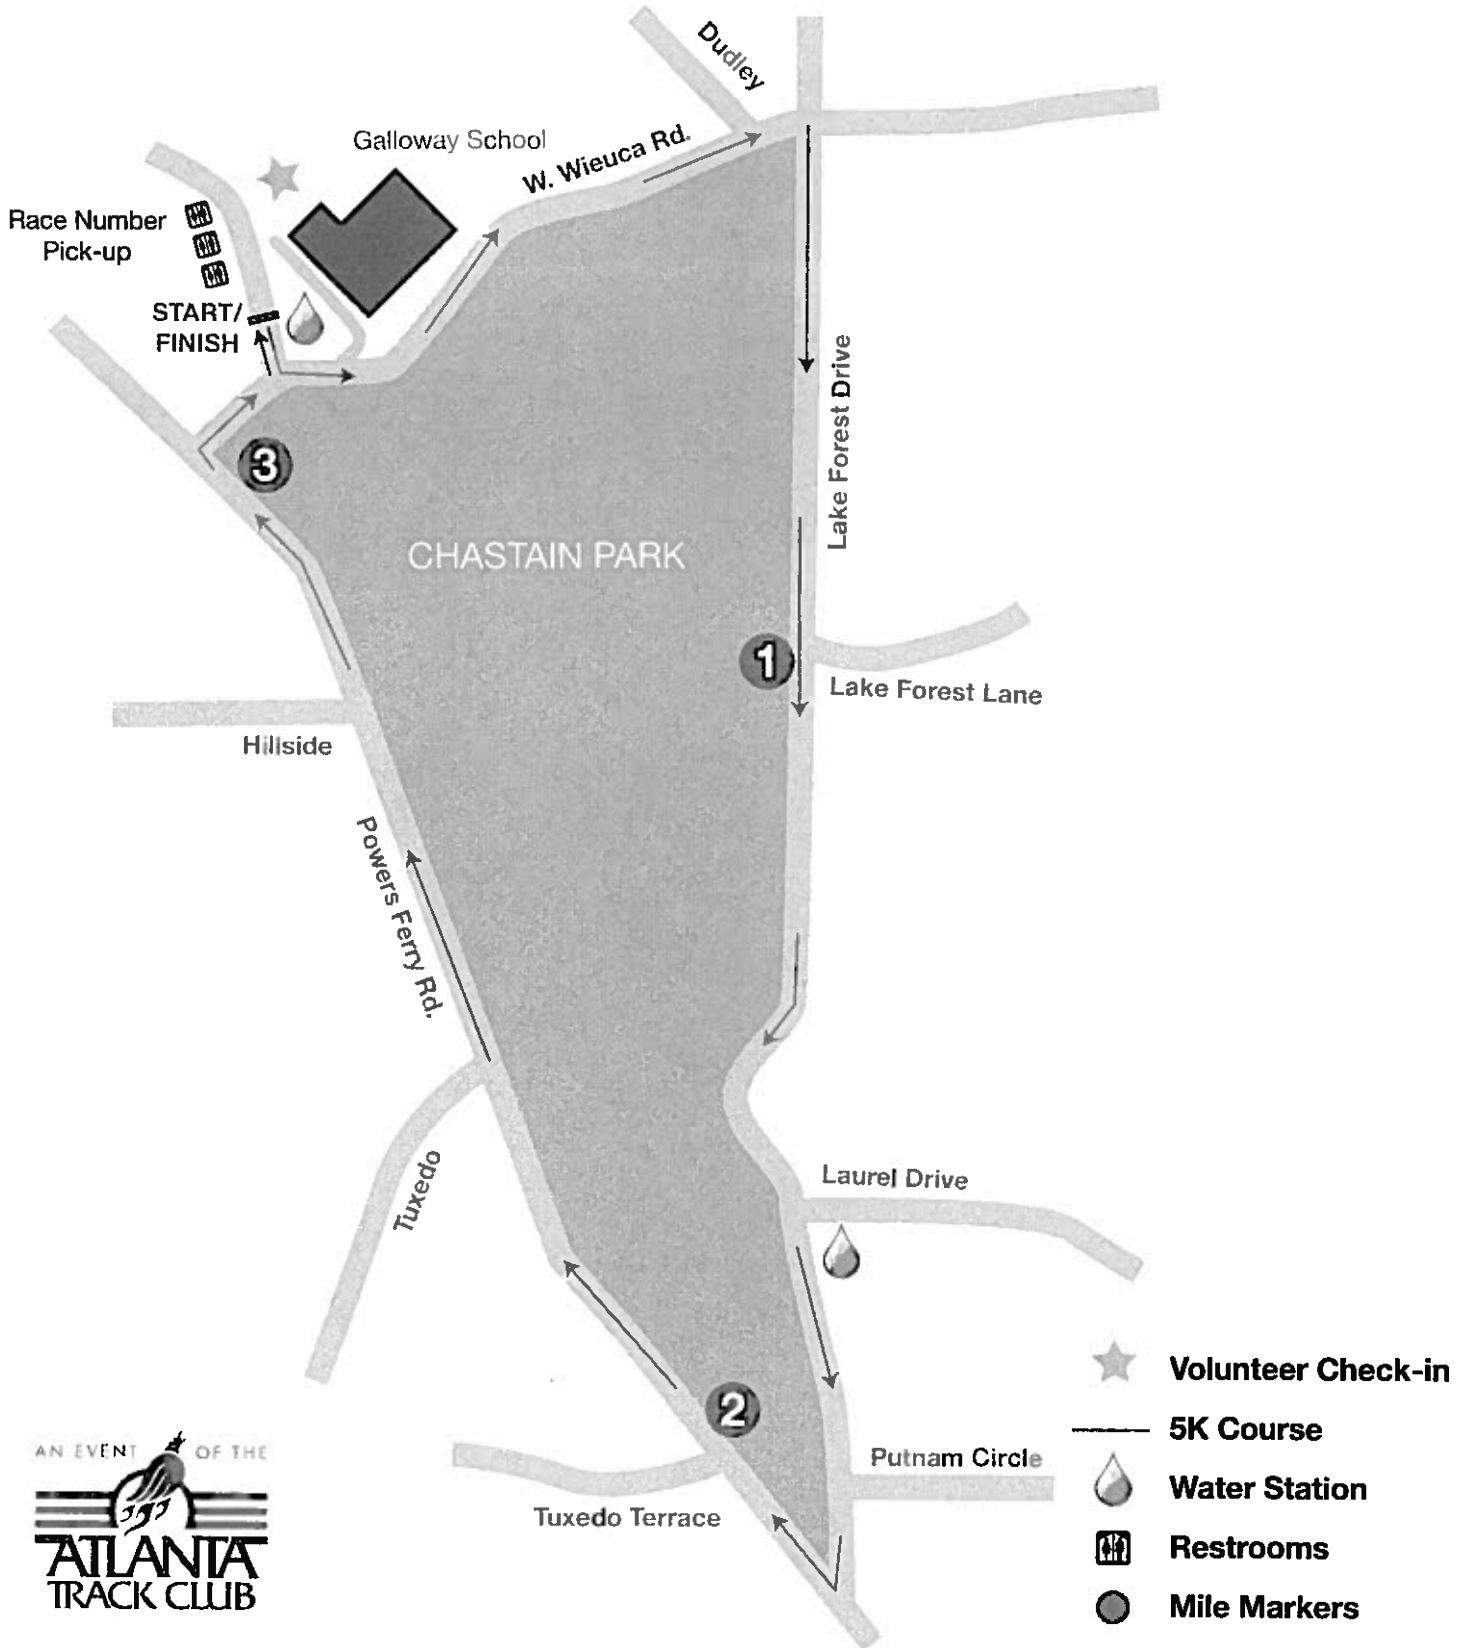 Dudley
Galloway School
W. Wieuca Rd.
Race Number
Pick-up
START/
FINISH
Lake Forest Drive
3
CHASTAIN PARK
1
Lake Forest Lane
Hillside
Powers Ferry Rd.
Tuxedo
Laurel Drive
2
Putnam Circle
Tuxedo Terrace
Volunteer Check-in
5K Course
Water Station
Restrooms
Mile Markers
AN EVENT OF THE
ATLANTA
TRACK CLUB